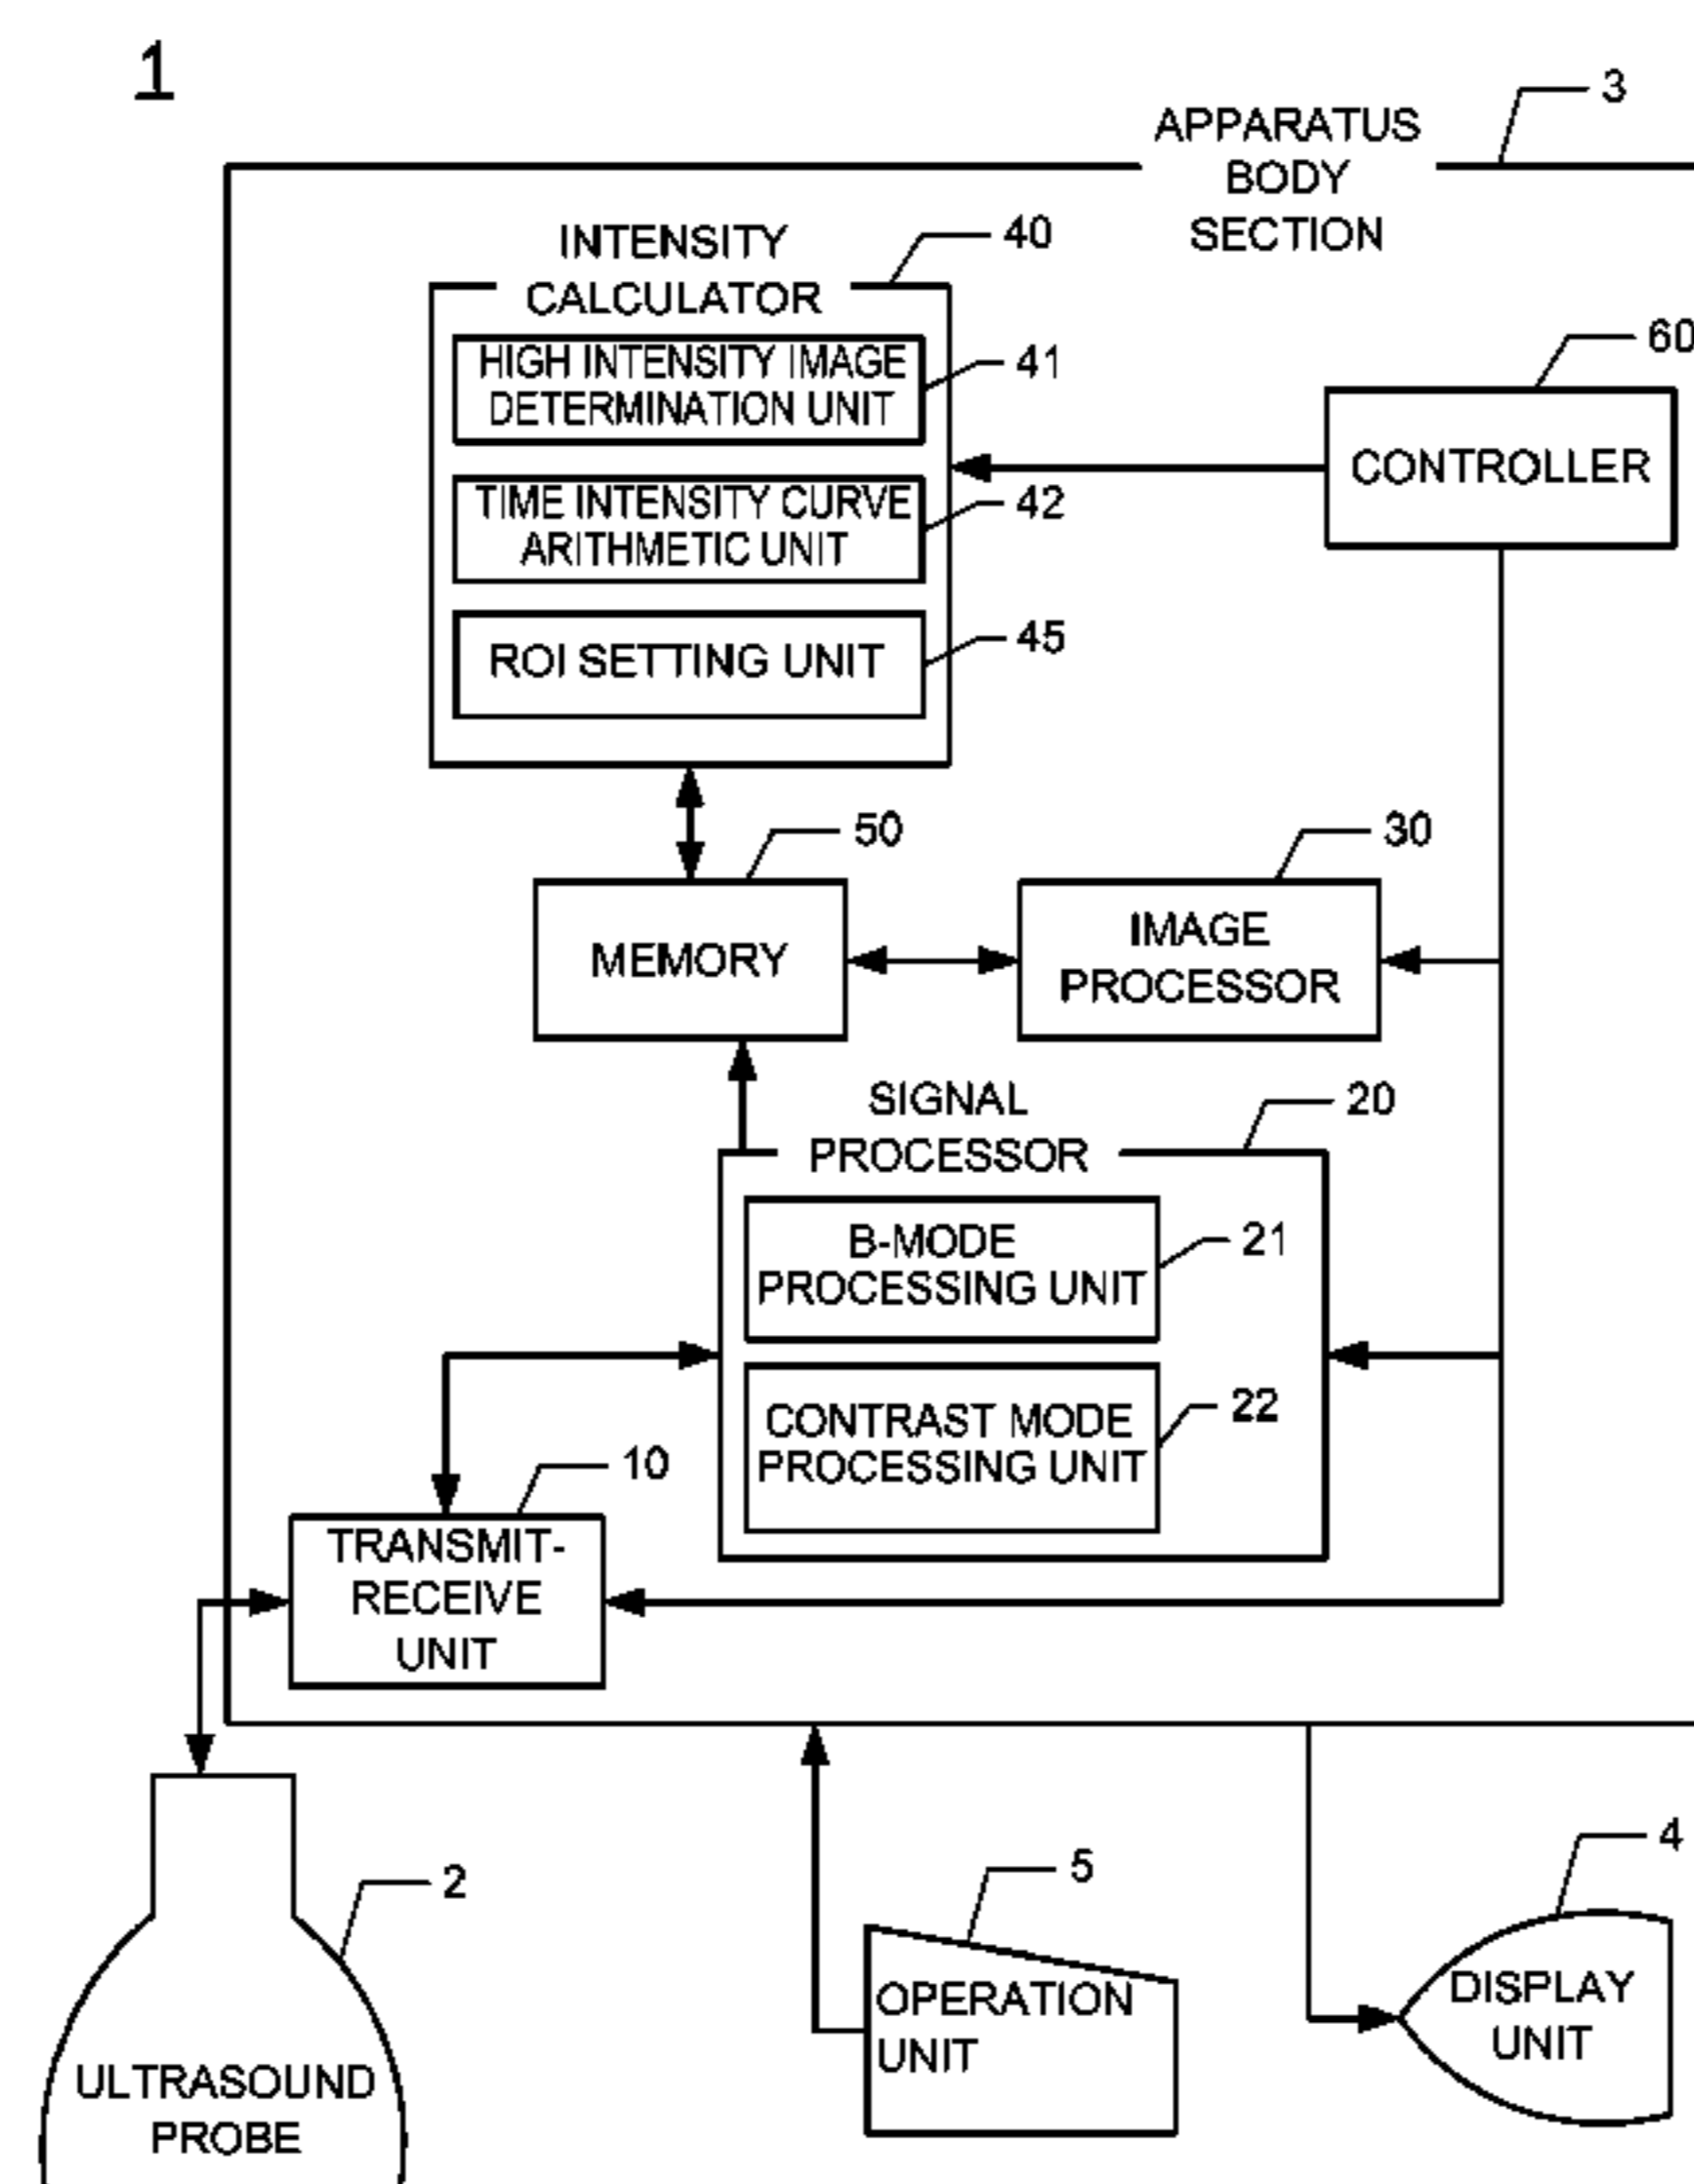 1
3
APPARATUS
BODY
SECTION
INTENSITY
CALCULATOR
40
HIGH INTENSITY IMAGE
DETERMINATION UNIT
41
TIME INTENSITY CURVE
ARITHMETIC UNIT
42
ROI SETTING UNIT
45
60
CONTROLLER
50
MEMORY
30
IMAGE
PROCESSOR
SIGNAL
PROCESSOR
20
B-MODE
PROCESSING UNIT
21
CONTRAST MODE
PROCESSING UNIT
22
10
TRANSMIT-
RECEIVE
UNIT
2
ULTRASOUND
PROBE
5
OPERATION
UNIT
4
DISPLAY
UNIT